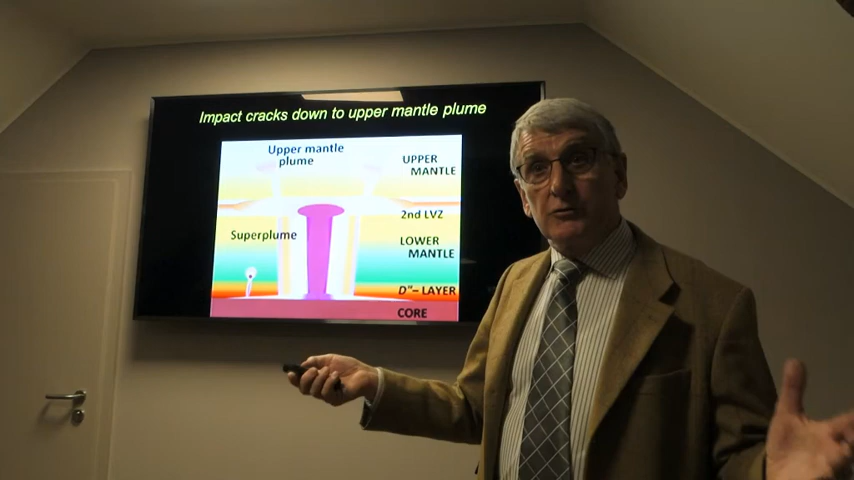 Impact cracks down to upper mantle plume
Upper mantle
plume
UPPER
MANTLE
2nd LVZ
Superplume
LOWER
MANTLE
D"– LAYER
CORE